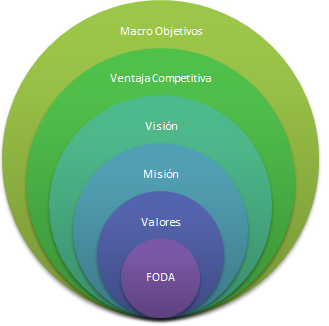 Macro Objetivos
Ventaja Competitiva
Visión
Misión
Valores
FODA